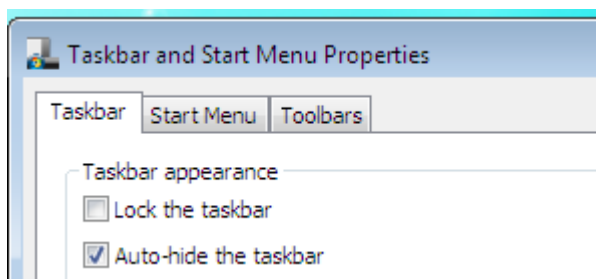 Taskbar and Start Menu Properties
Taskbar Start Menu Toolbars
Taskbar appearance
Lock the taskbar
Auto-hide the taskbar